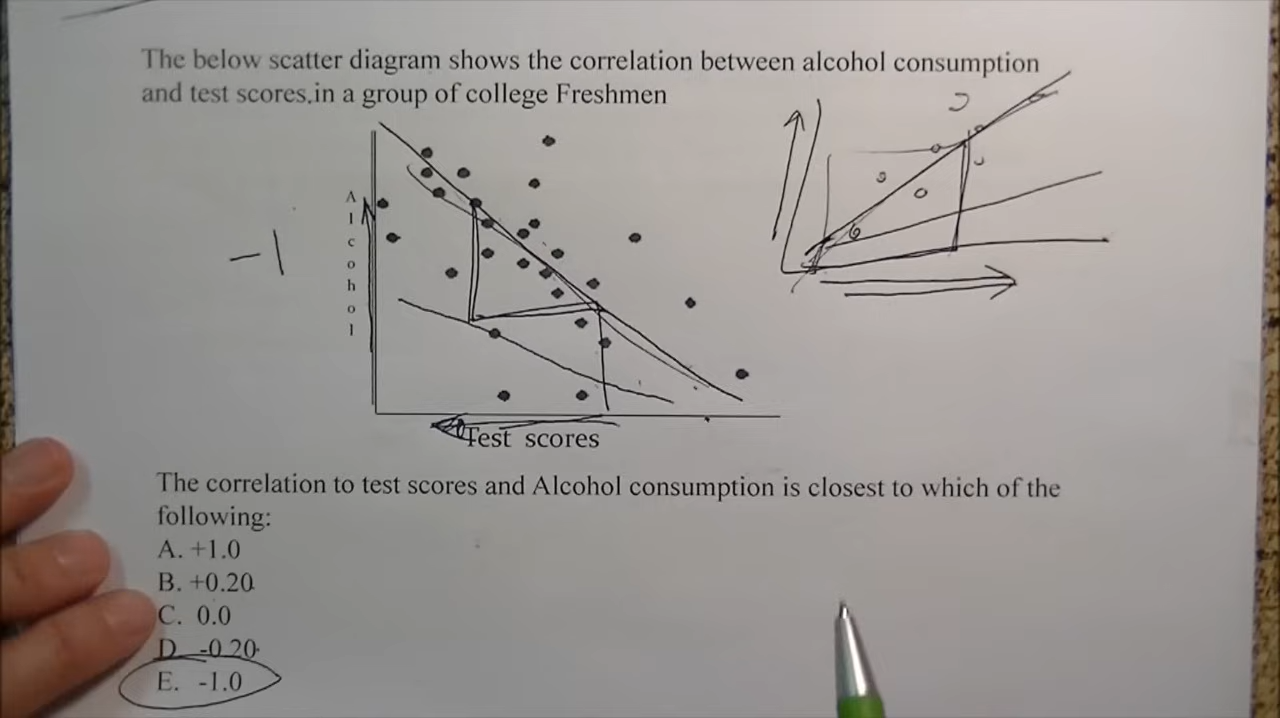 The below scatter diagram shows the correlation between alcohol consumption
and test scores,in a group of college Freshmen
Alcohol
-1
Test scores
The correlation to test scores and Alcohol consumption is closest to which of the
following:
A. +1.0
B. +0.20
C. 0.0
D. -0.20
E. -1.0